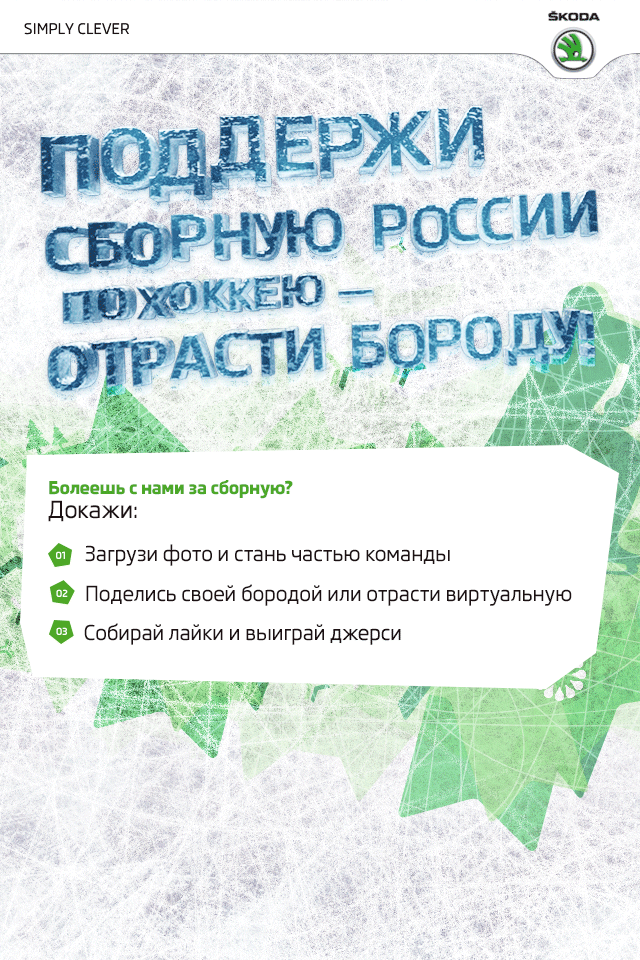 SIMPLY CLEVER
ŠKODA
ПОДДЕРЖИ
СБОРНУЮ РОССИИ
ПО ХОККЕЮ –
ОТРАСТИ БОРОДУ!
Болеешь с нами за сборную?
Докажи:
01 Загрузи фото и стань частью команды
02 Поделись своей бородой или отрасти виртуальную
03 Собирай лайки и выиграй джерси